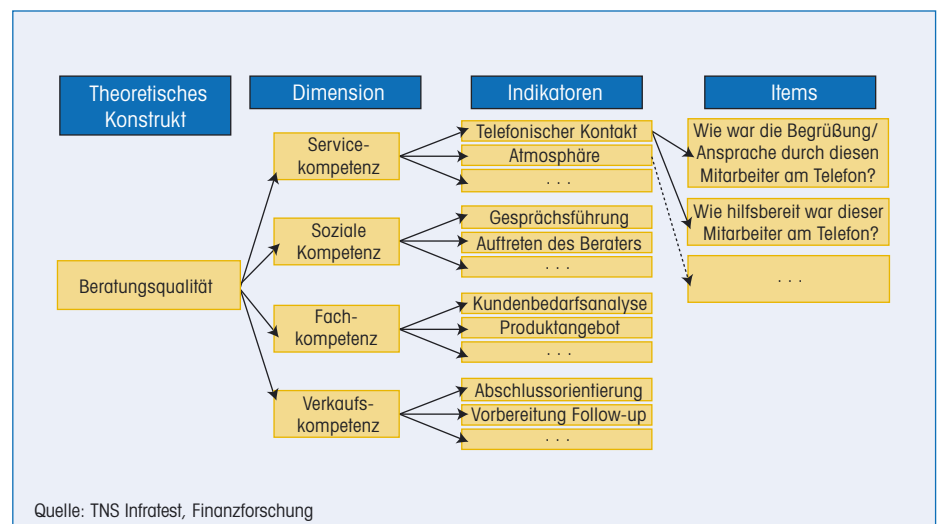 Theoretisches
Konstrukt
Dimension
Indikatoren
Items
Beratungsqualität
Service-
kompetenz
Soziale
Kompetenz
Fach-
kompetenz
Verkaufs-
kompetenz
Telefonischer Kontakt
Atmosphäre
. . .
Gesprächsführung
Auftreten des Beraters
. . .
Kundenbedarfsanalyse
Produktangebot
. . .
Abschlussorientierung
Vorbereitung Follow-up
. . .
Wie war die Begrüßung/
Ansprache durch diesen
Mitarbeiter am Telefon?
Wie hilfsbereit war dieser
Mitarbeiter am Telefon?
. . .
Quelle: TNS Infratest, Finanzforschung